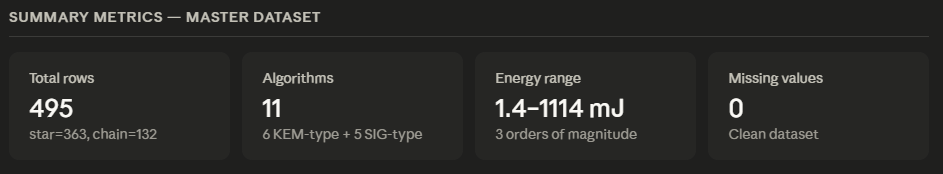 SUMMARY METRICS — MASTER DATASET
Total rows
495
star=363, chain=132
Algorithms
11
6 KEM-type + 5 SIG-type
Energy range
1.4–1114 mJ
3 orders of magnitude
Missing values
0
Clean dataset